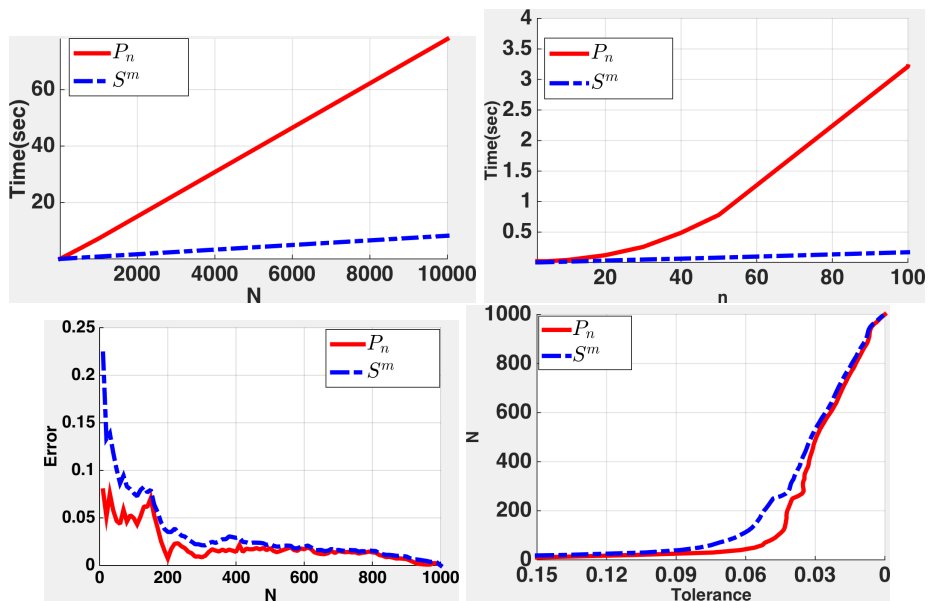 P_n
S^m
60
40
20
Time(sec)
2000 4000 6000 8000 10000
N
P_n
S^m
4
3.5
3
2.5
2
1.5
1
0.5
Time(sec)
20 40 60 80 100
n
P_n
S^m
0.25
0.2
0.15
0.1
0.05
0
Error
0 200 400 600 800 1000
N
P_n
S^m
1000
800
600
400
200
0
N
0.15 0.12 0.09 0.06 0.03 0
Tolerance